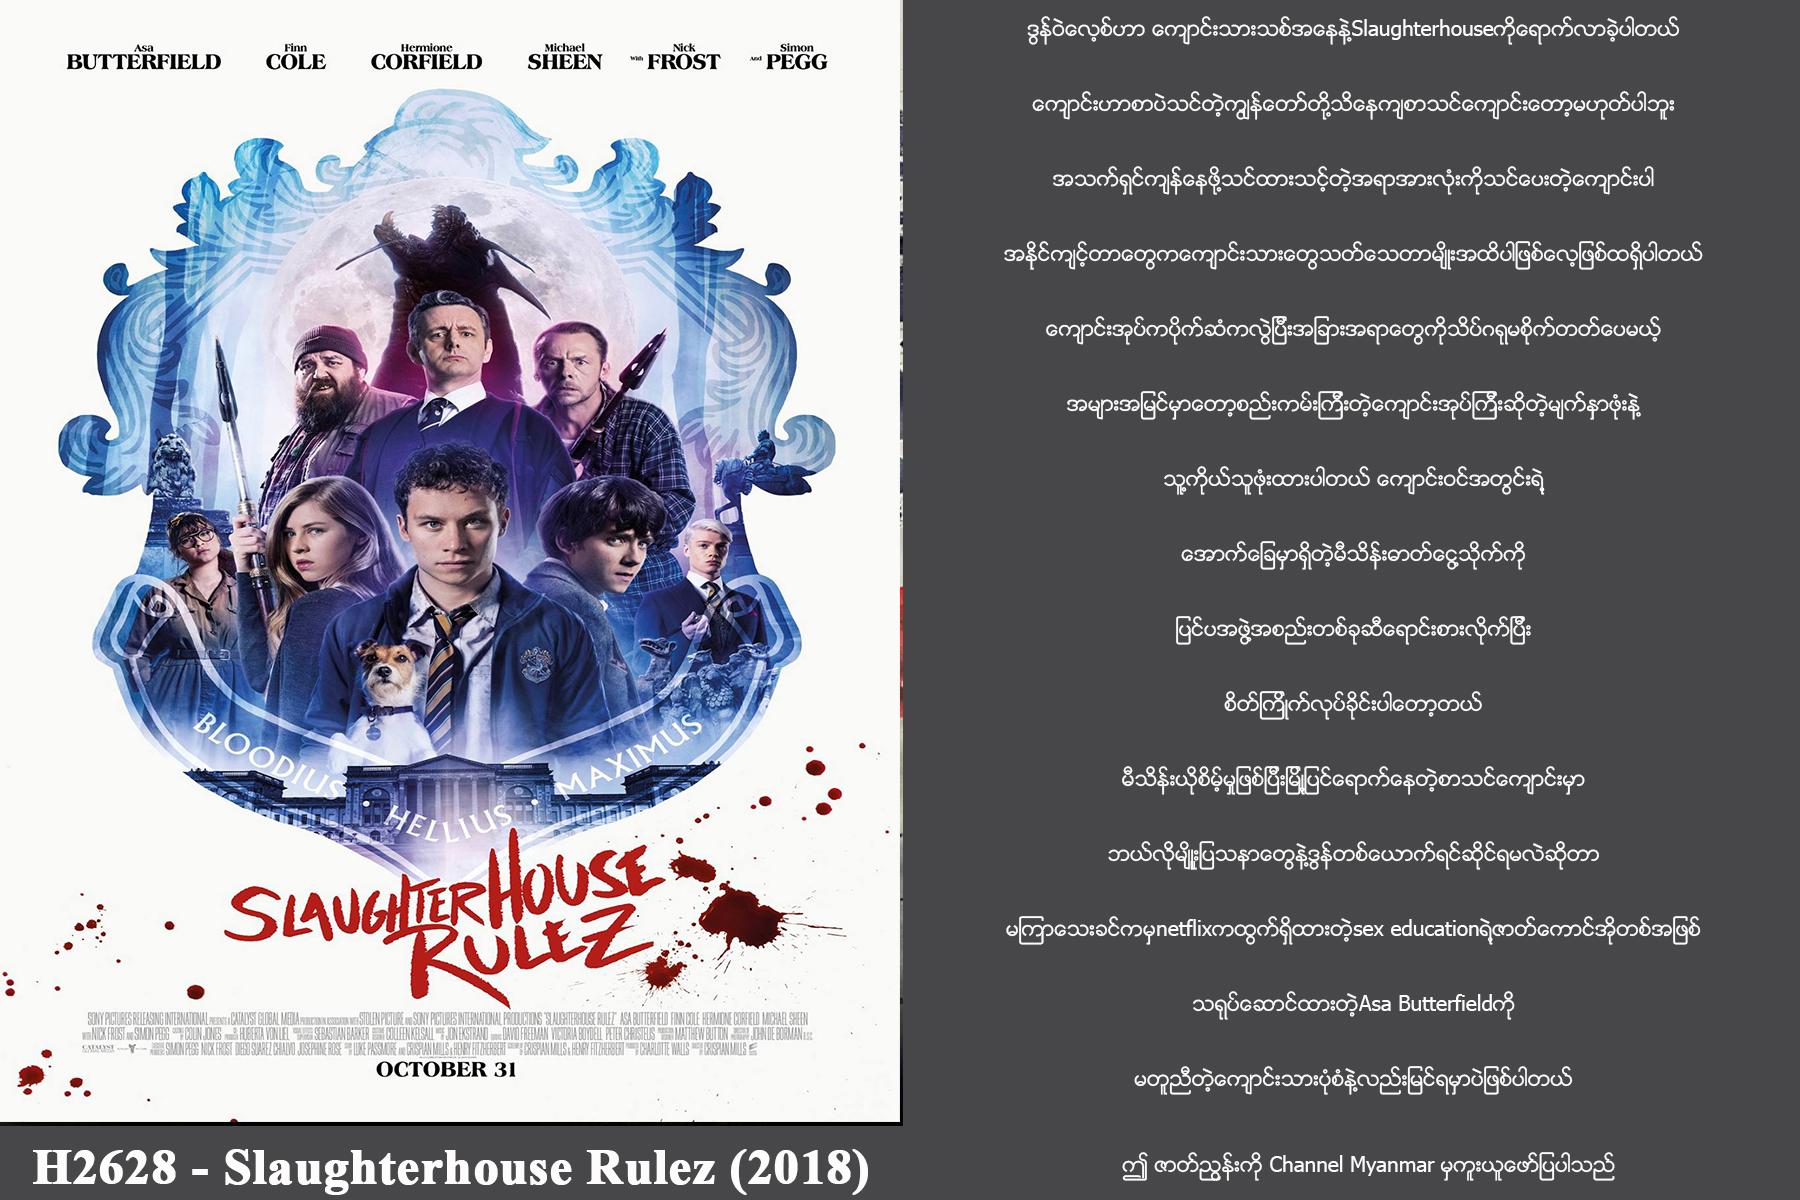 Asa Finn Hermione Michael Nick Simon
BUTTERFIELD COLE CORFIELD SHEEN With FROST And PEGG
BLOODIUS · HELLIUS · MAXIMUS
SLAUGHTERHOUSE
RULEZ
OCTOBER 31
H2628 - Slaughterhouse Rulez (2018)
ဒွန်ဝဲလေ့စ်ဟာ ကျောင်းသားသစ်အနေနဲ့Slaughterhouseကိုရောက်လာခဲ့ပါတယ်
ကျောင်းဟာစာပဲသင်တဲ့ကျွန်တော်တို့သိနေကျစာသင်ကျောင်းတော့မဟုတ်ပါဘူး
အသက်ရှင်ကျန်နေဖို့သင်ထားသင့်တဲ့အရာအားလုံးကိုသင်ပေးတဲ့ကျောင်းပါ
အနိုင်ကျင့်တာတွေကကျောင်းသားတွေသတ်သေတာမျိုးအထိပါဖြစ်လေ့ဖြစ်ထရှိပါတယ်
ကျောင်းအုပ်ကပိုက်ဆံကလွဲပြီးအခြားအရာတွေကိုသိပ်ဂရုမစိုက်တတ်ပေမယ့်
အများအမြင်မှာတော့စည်းကမ်းကြီးတဲ့ကျောင်းအုပ်ကြီးဆိုတဲ့မျက်နှာဖုံးနဲ့
သူ့ကိုယ်သူဖုံးထားပါတယ် ကျောင်းဝင်အတွင်းရဲ့
အောက်ခြေမှာရှိတဲ့မီသိန်းဓာတ်ငွေ့သိုက်ကို
ပြင်ပအဖွဲ့အစည်းတစ်ခုဆီရောင်းစားလိုက်ပြီး
စိတ်ကြိုက်လုပ်ခိုင်းပါတော့တယ်
မီသိန်းယိုစိမ့်မှုဖြစ်ပြီးမြို့ပြင်ရောက်နေတဲ့စာသင်ကျောင်းမှာ
ဘယ်လိုမျိုးပြသနာတွေနဲ့ဒွန်တစ်ယောက်ရင်ဆိုင်ရမလဲဆိုတာ
မကြာသေးခင်ကမှnetflixကထွက်ရှိထားတဲ့sex educationရဲ့ဇာတ်ကောင်အိုတစ်အဖြစ်
သရုပ်ဆောင်ထားတဲ့Asa Butterfieldကို
မတူညီတဲ့ကျောင်းသားပုံစံနဲ့လည်းမြင်ရမှာပဲဖြစ်ပါတယ်
ဤ ဇာတ်ညွှန်းကို Channel Myanmar မှကူးယူဖော်ပြပါသည်